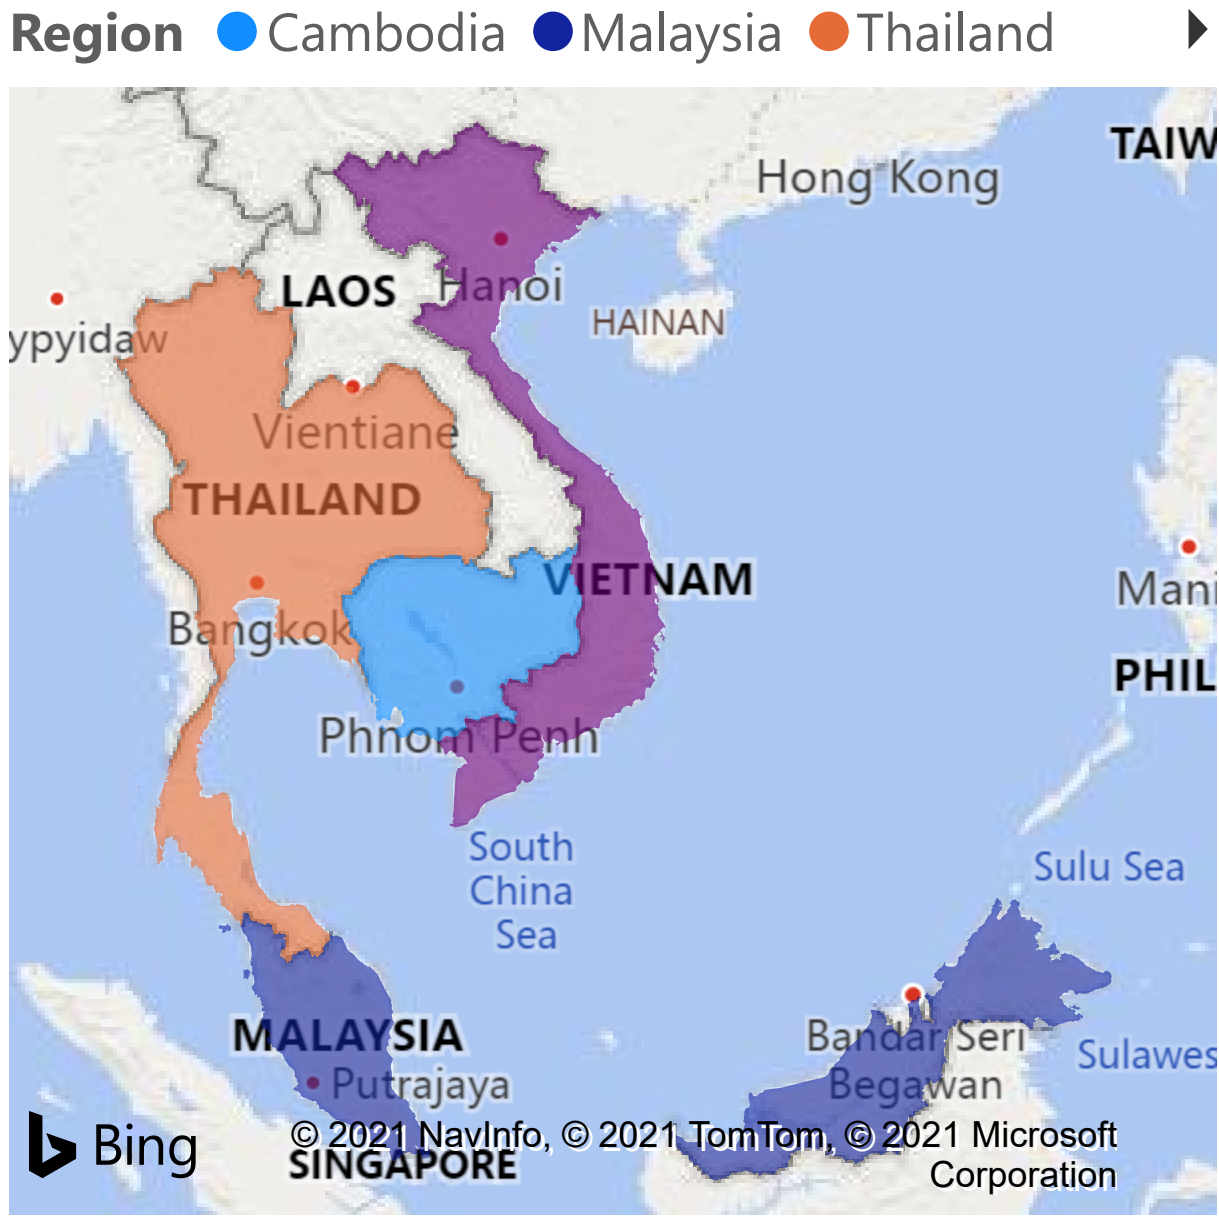 Region Cambodia Malaysia Thailand
TAIW
Hong Kong
LAOS
Hanoi
HAINAN
ypyidaw
Vientiane
THAILAND
VIETNAM
Mani
Bangkok
PHIL
Phnom Penh
South
China
Sea
Sulu Sea
MALAYSIA
Bandar Seri
Begawan
Sulawes
Putrajaya
Bing
© 2021 NavInfo, © 2021 TomTom, © 2021 Microsoft
Corporation
SINGAPORE